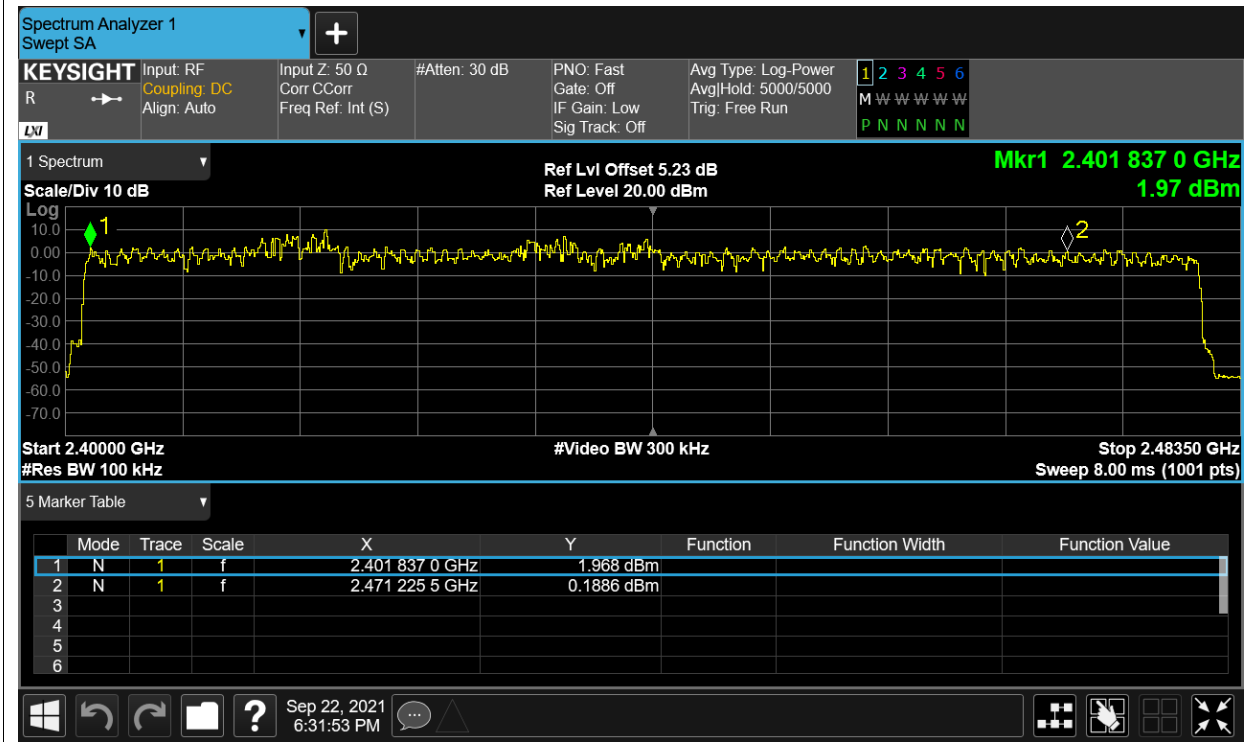 Spectrum Analyzer 1
Swept SA
+
KEYSIGHT
R
LXI
Input: RF
Coupling: DC
Align: Auto
Input Z: 50 Ω
Corr CCorr
Freq Ref: Int (S)
#Atten: 30 dB
PNO: Fast
Gate: Off
IF Gain: Low
Sig Track: Off
Avg Type: Log-Power
Avg|Hold: 5000/5000
Trig: Free Run
1 2 3 4 5 6
M W W W W W
P N N N N N
1 Spectrum
Scale/Div 10 dB
Ref Lvl Offset 5.23 dB
Ref Level 20.00 dBm
Mkr1 2.401 837 0 GHz
1.97 dBm
Log
10.0
0.00
-10.0
-20.0
-30.0
-40.0
-50.0
-60.0
-70.0
1
2
Start 2.40000 GHz
#Res BW 100 kHz
#Video BW 300 kHz
Stop 2.48350 GHz
Sweep 8.00 ms (1001 pts)
5 Marker Table
Mode Trace Scale X Y Function Function Width Function Value
1 N 1 f 2.401 837 0 GHz 1.968 dBm
2 N 1 f 2.471 225 5 GHz 0.1886 dBm
3
4
5
6
?
Sep 22, 2021
6:31:53 PM